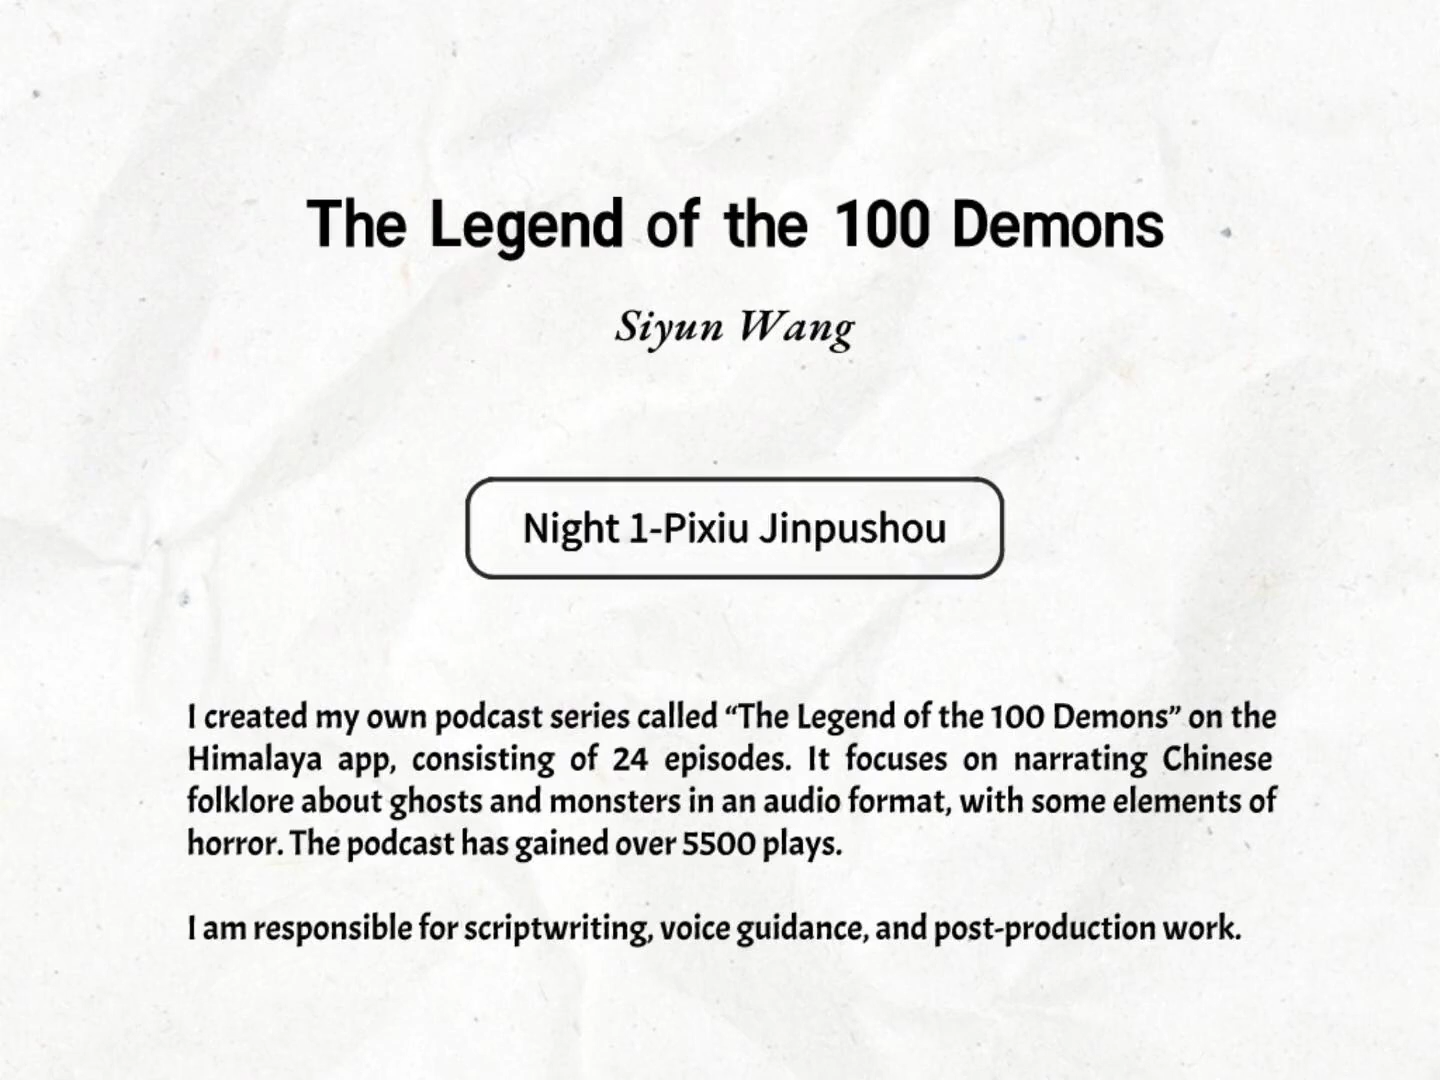 The Legend of the 100 Demons
Siyun Wang
Night 1-Pixiu Jinpushou
I created my own podcast series called “The Legend of the 100 Demons” on the
Himalaya app, consisting of 24 episodes. It focuses on narrating Chinese
folklore about ghosts and monsters in an audio format, with some elements of
horror. The podcast has gained over 5500 plays.
I am responsible for scriptwriting, voice guidance, and post-production work.